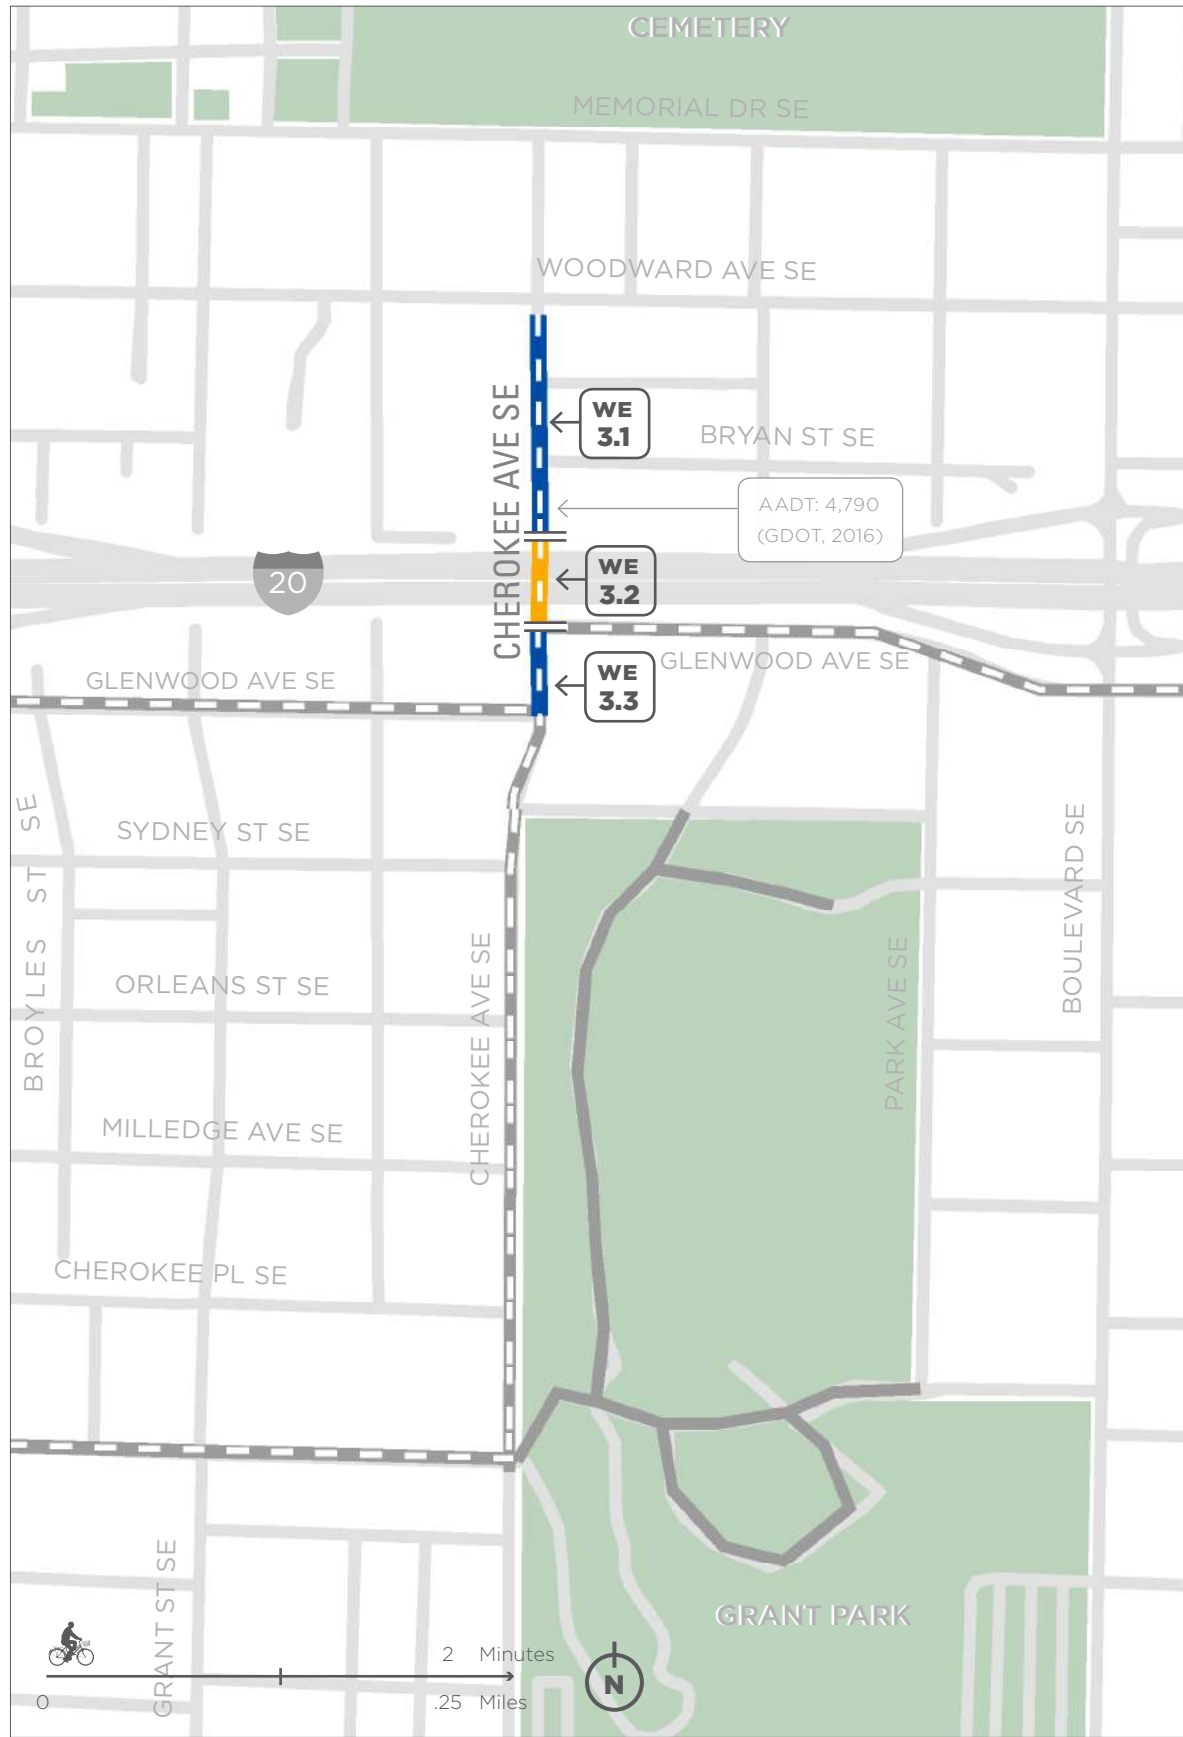 CEMETERY
MEMORIAL DR SE
WOODWARD AVE SE
CHEROKEE AVE SE
WE
3.1
BRYAN ST SE
AADT: 4,790
(GDOT, 2016)
20
WE
3.2
GLENWOOD AVE SE
WE
3.3
GLENWOOD AVE SE
BROYLES ST SE
SYDNEY ST SE
BOULEVARD SE
CHEROKEE AVE SE
PARK AVE SE
ORLEANS ST SE
MILLEDGE AVE SE
CHEROKEE PL SE
GRANT ST SE
GRANT PARK
2 Minutes
0
.25 Miles
N